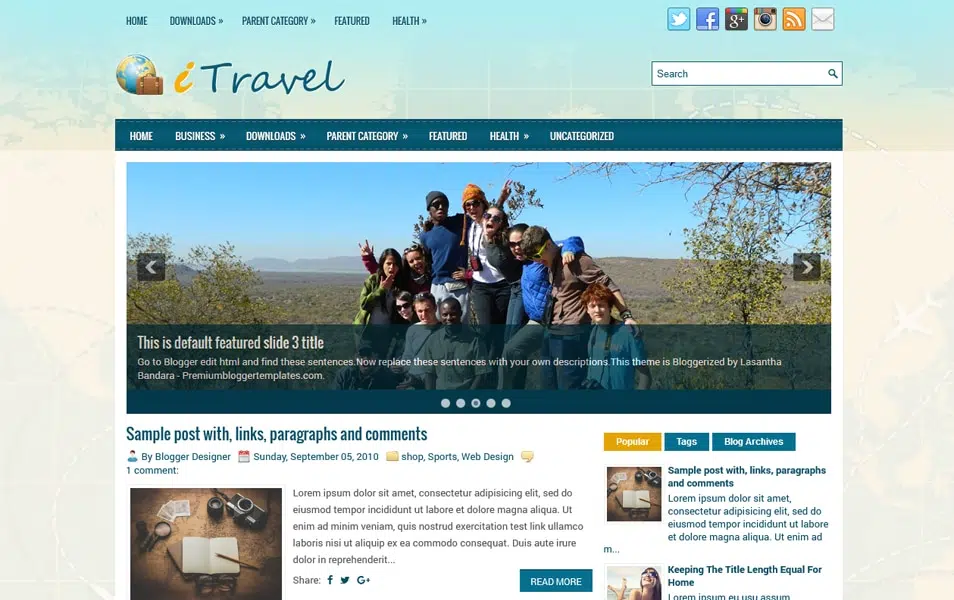 HOME DOWNLOADS » PARENT CATEGORY » FEATURED HEALTH »
iTravel
Search
HOME BUSINESS » DOWNLOADS » PARENT CATEGORY » FEATURED HEALTH » UNCATEGORIZED
This is default featured slide 3 title
Go to Blogger edit html and find these sentences.Now replace these sentences with your own descriptions.This theme is Bloggerized by Lasantha
Bandara - Premiumbloggertemplates.com.
Sample post with, links, paragraphs and comments
By Blogger Designer Sunday, September 05, 2010 shop, Sports, Web Design
1 comment:
Lorem ipsum dolor sit amet, consectetur adipisicing elit, sed do
eiusmod tempor incididunt ut labore et dolore magna aliqua. Ut
enim ad minim veniam, quis nostrud exercitation test link ullamco
laboris nisi ut aliquip ex ea commodo consequat. Duis aute irure
dolor in reprehenderit...
Share:
READ MORE
Popular Tags Blog Archives
Sample post with, links, paragraphs
and comments
Lorem ipsum dolor sit amet,
consectetur adipisicing elit, sed do
eiusmod tempor incididunt ut labore
et dolore magna aliqua. Ut enim ad
m...
Keeping The Title Length Equal For
Home
Lorem ipsum eu usu assum